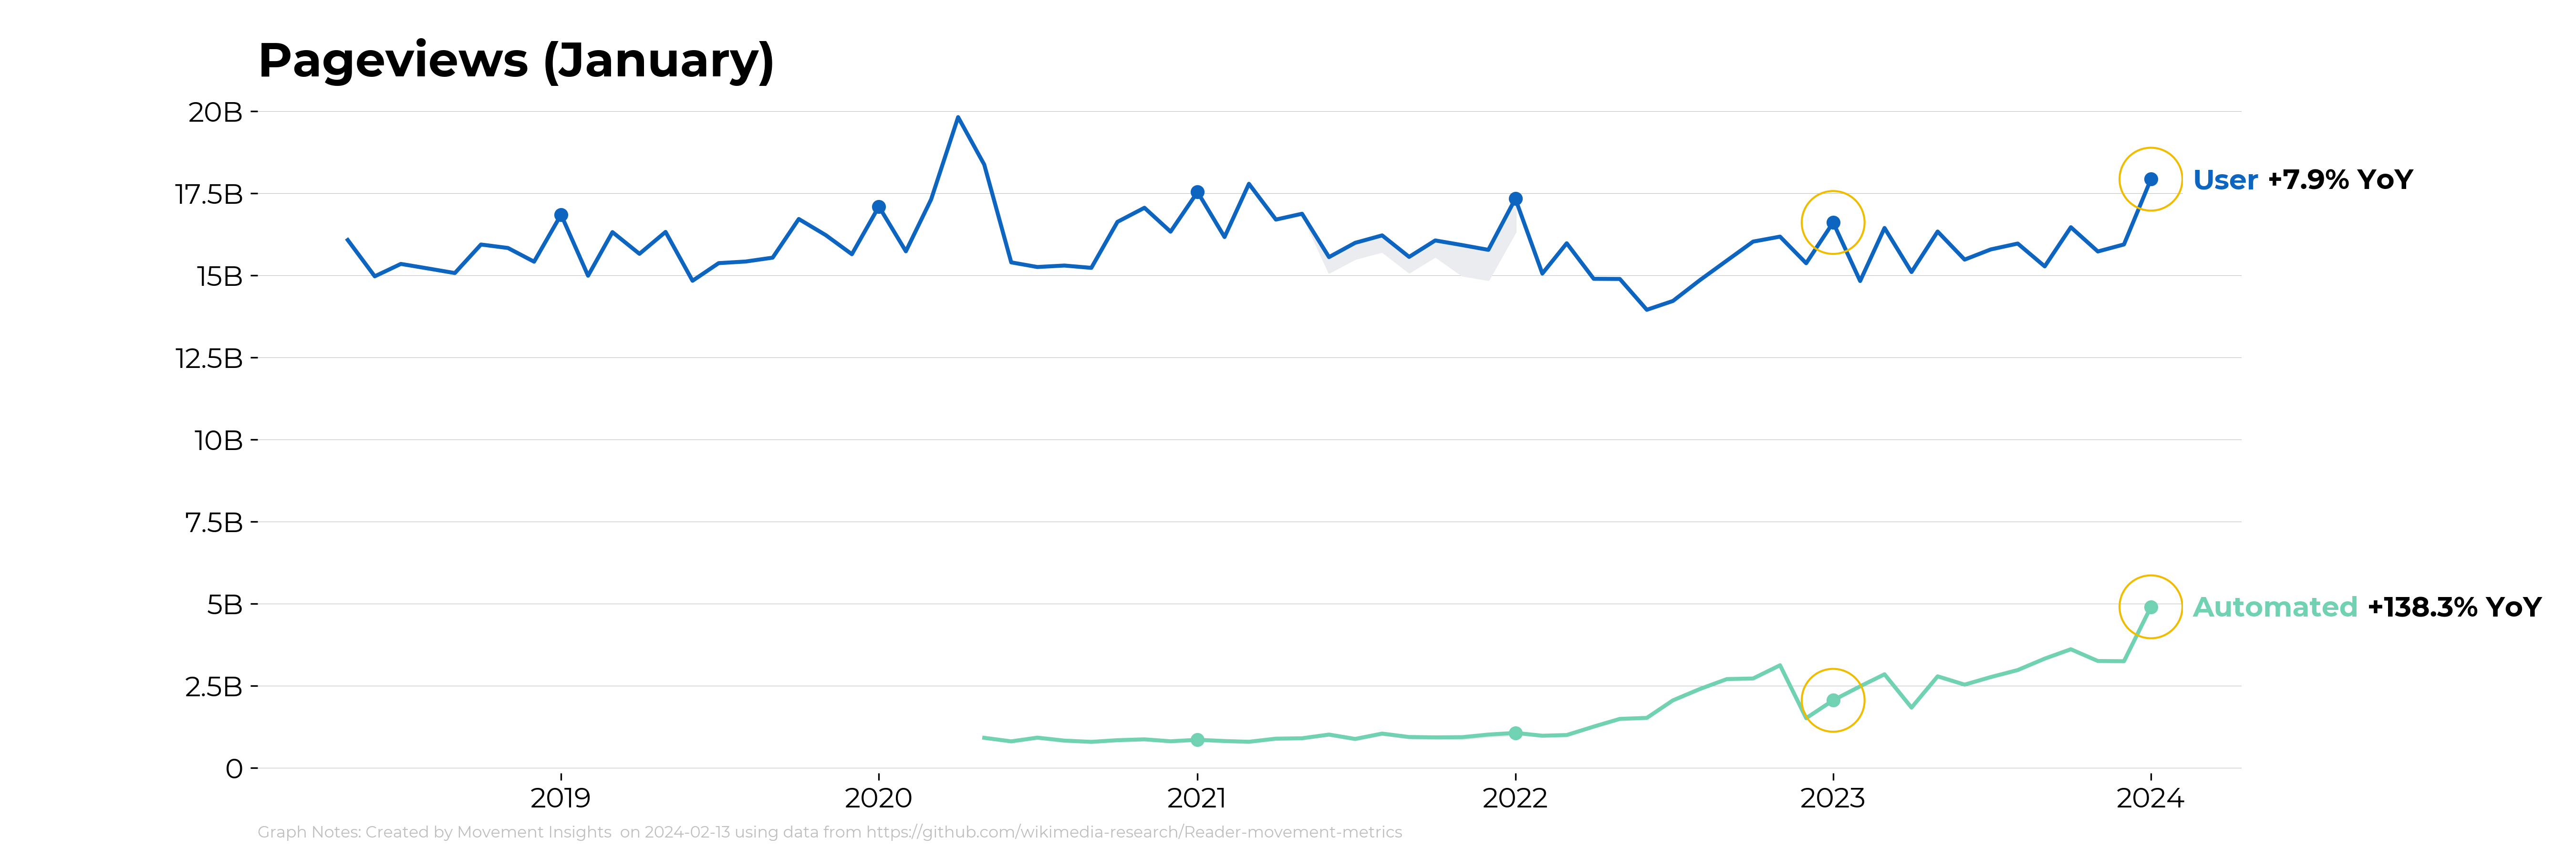 Pageviews (January)
20B
17.5B
15B
12.5B
10B
7.5B
5B
2.5B
0
User +7.9% YoY
Automated +138.3% YoY
2019 2020 2021 2022 2023 2024
Graph Notes: Created by Movement Insights on 2024-02-13 using data from https://github.com/wikimedia-research/Reader-movement-metrics